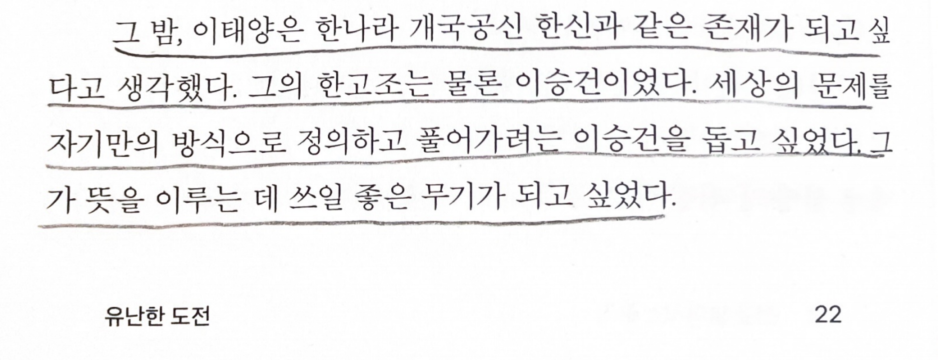 그 밤, 이태양은 한나라 개국공신 한신과 같은 존재가 되고 싶
다고 생각했다. 그의 한고조는 물론 이승건이었다. 세상의 문제를
자기만의 방식으로 정의하고 풀어가려는 이승건을 돕고 싶었다. 그
가 뜻을 이루는 데 쓰일 좋은 무기가 되고 싶었다.
유난한 도전 22